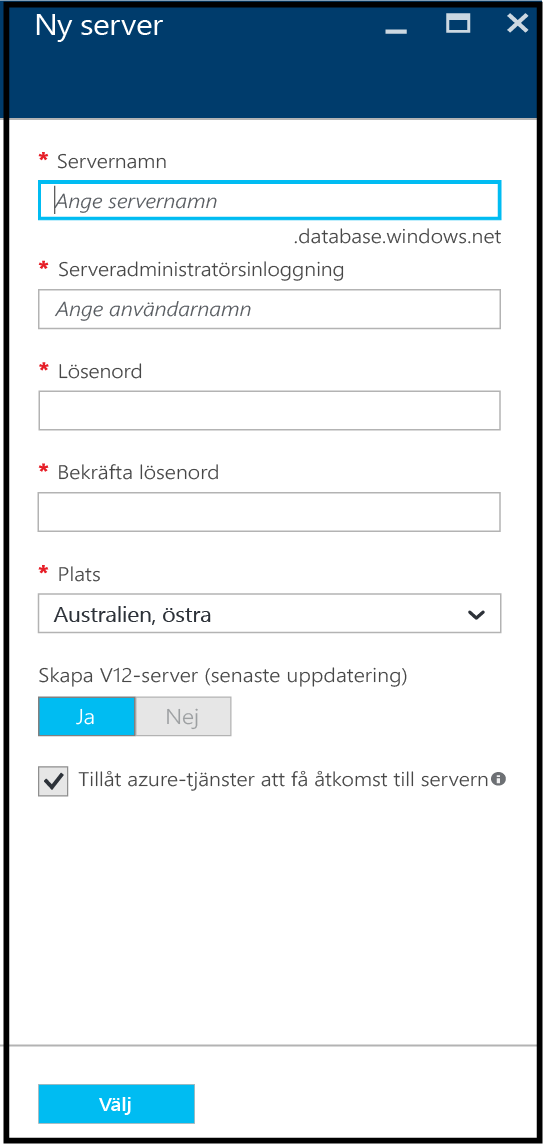 Ny server
* Servernamn
Ange servernamn
.database.windows.net
* Serveradministratörsinloggning
Ange användarnamn
* Lösenord
* Bekräfta lösenord
* Plats
Australien, östra
Skapa V12-server (senaste uppdatering)
Ja Nej
Tillåt azure-tjänster att få åtkomst till servern
Välj